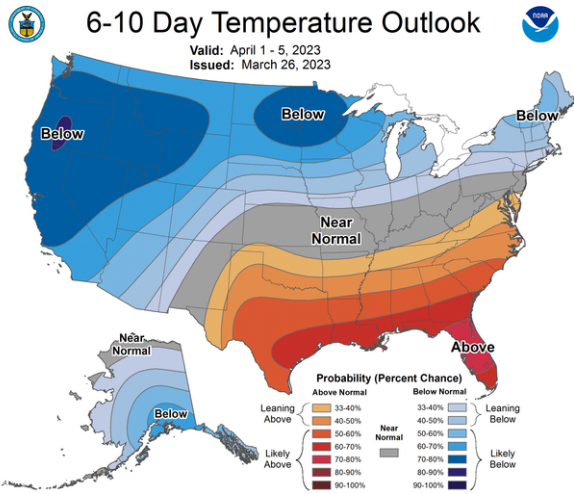 6-10 Day Temperature Outlook
NOAA
Valid: April 1 - 5, 2023
Issued: March 26, 2023
Below
Below
Below
Near
Normal
Above
Near
Normal
Below
Probability (Percent Chance)
Above Normal
Below Normal
Leaning
Above
33-40%
40-50%
Likely
Above
50-60%
60-70%
70-80%
80-90%
90-100%
Near
Normal
33-40%
40-50%
Leaning
Below
50-60%
60-70%
70-80%
80-90%
90-100%
Likely
Below